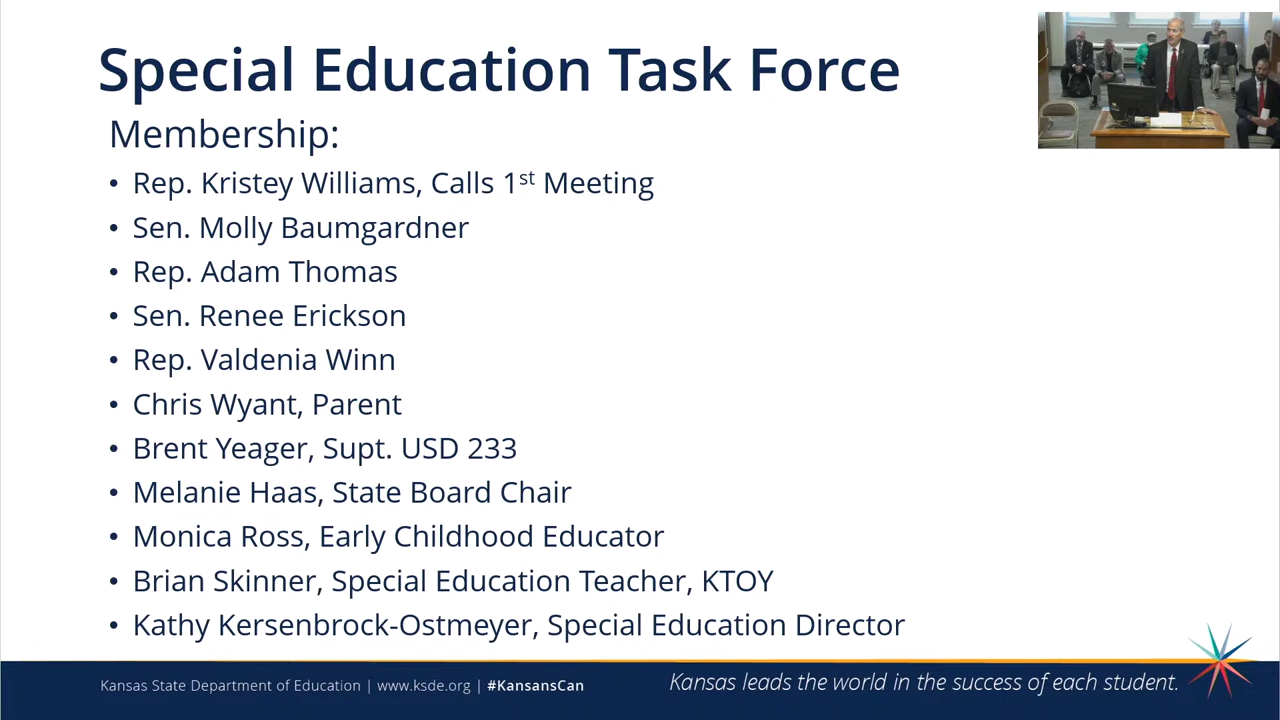 Special Education Task Force
Membership:
• Rep. Kristey Williams, Calls 1st Meeting
• Sen. Molly Baumgardner
• Rep. Adam Thomas
• Sen. Renee Erickson
• Rep. Valdenia Winn
• Chris Wyant, Parent
• Brent Yeager, Supt. USD 233
• Melanie Haas, State Board Chair
• Monica Ross, Early Childhood Educator
• Brian Skinner, Special Education Teacher, KTOY
• Kathy Kersenbrock-Ostmeyer, Special Education Director
Kansas State Department of Education | www.ksde.org | #KansansCan
Kansas leads the world in the success of each student.